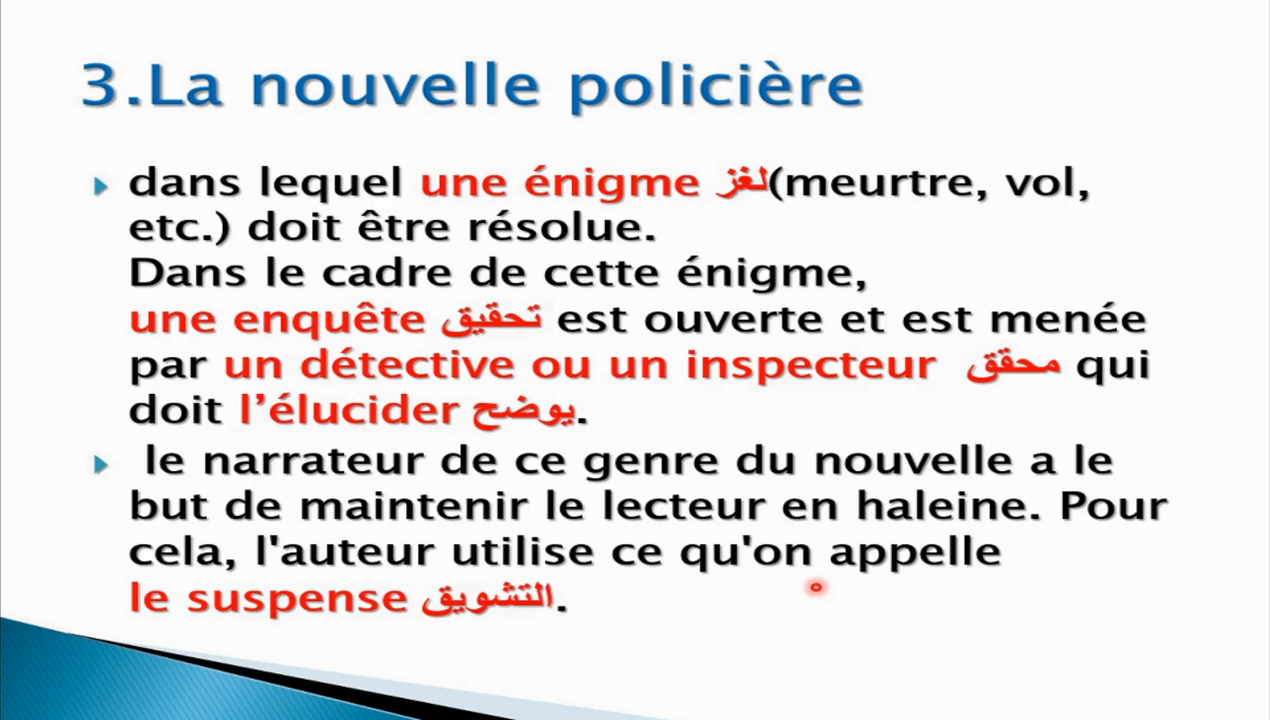 3.La nouvelle policière
dans lequel une énigme لغز(meurtre, vol,
etc.) doit être résolue.
Dans le cadre de cette énigme,
une enquête تحقيق est ouverte et est menée
par un détective ou un inspecteur محقق qui
doit l’élucider يوضح.
le narrateur de ce genre du nouvelle a le
but de maintenir le lecteur en haleine. Pour
cela, l'auteur utilise ce qu'on appelle
le suspense التشويق.